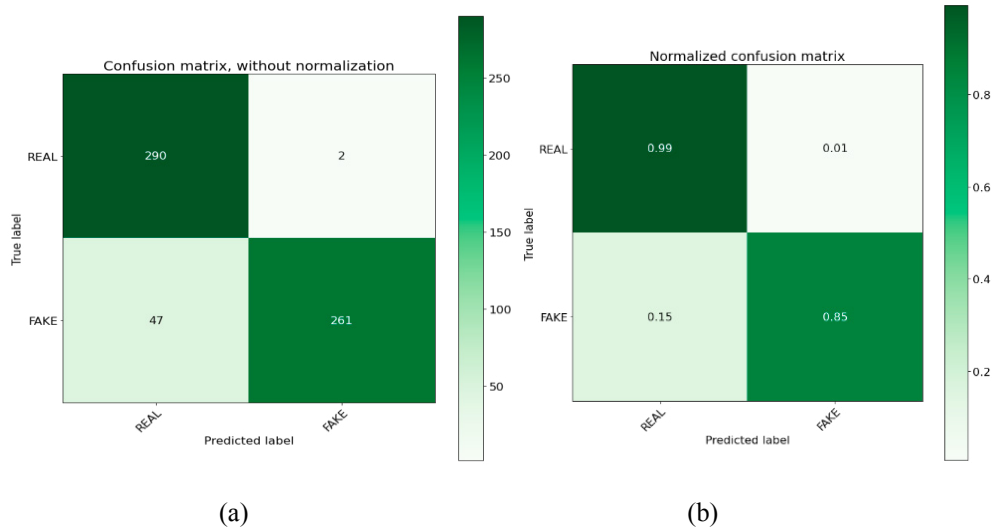 Confusion matrix, without normalization
REAL
290
2
FAKE
47
261
True label
REAL
FAKE
Predicted label
250
200
150
100
50
(a)
Normalized confusion matrix
REAL
0.99
0.01
FAKE
0.15
0.85
True label
REAL
FAKE
Predicted label
0.8
0.6
0.4
0.2
(b)